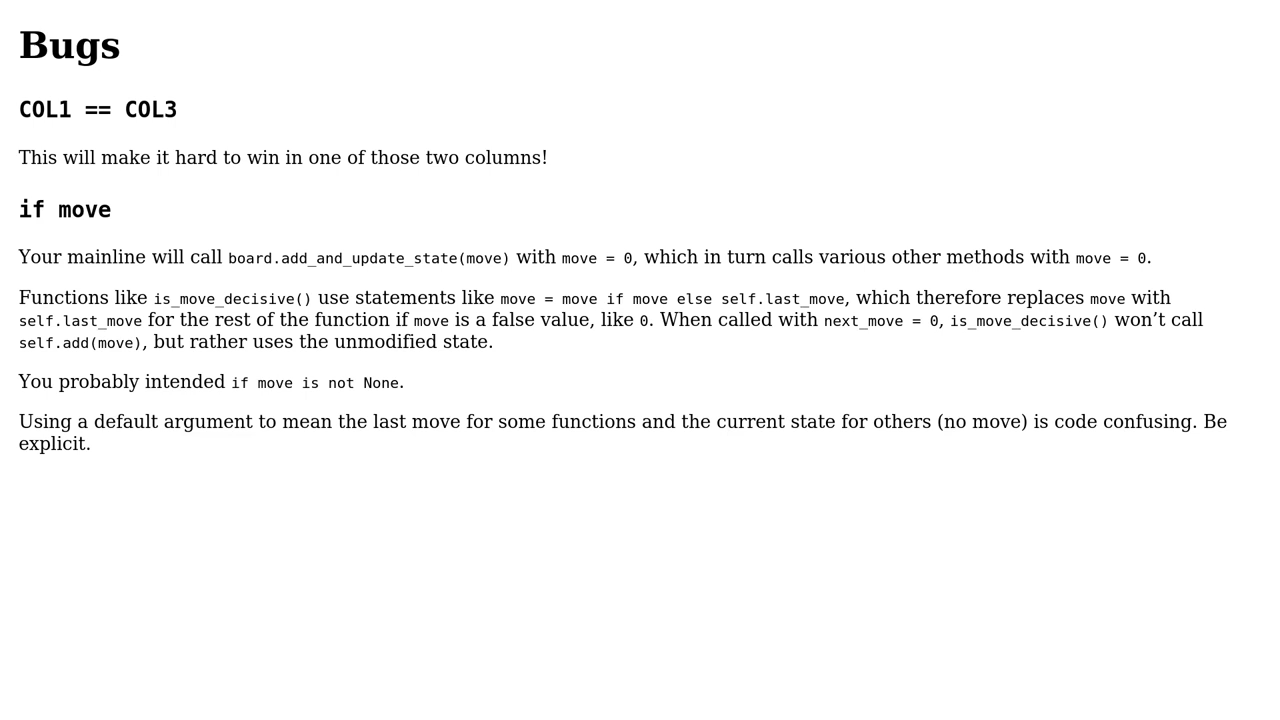 Bugs
COL1 == COL3
This will make it hard to win in one of those two columns!
if move
Your mainline will call board.add_and_update_state(move) with move = 0, which in turn calls various other methods with move = 0.
Functions like is_move_decisive() use statements like move = move if move else self.last_move, which therefore replaces move with
self.last_move for the rest of the function if move is a false value, like 0. When called with next_move = 0, is_move_decisive() won’t call
self.add(move), but rather uses the unmodified state.
You probably intended if move is not None.
Using a default argument to mean the last move for some functions and the current state for others (no move) is code confusing. Be
explicit.